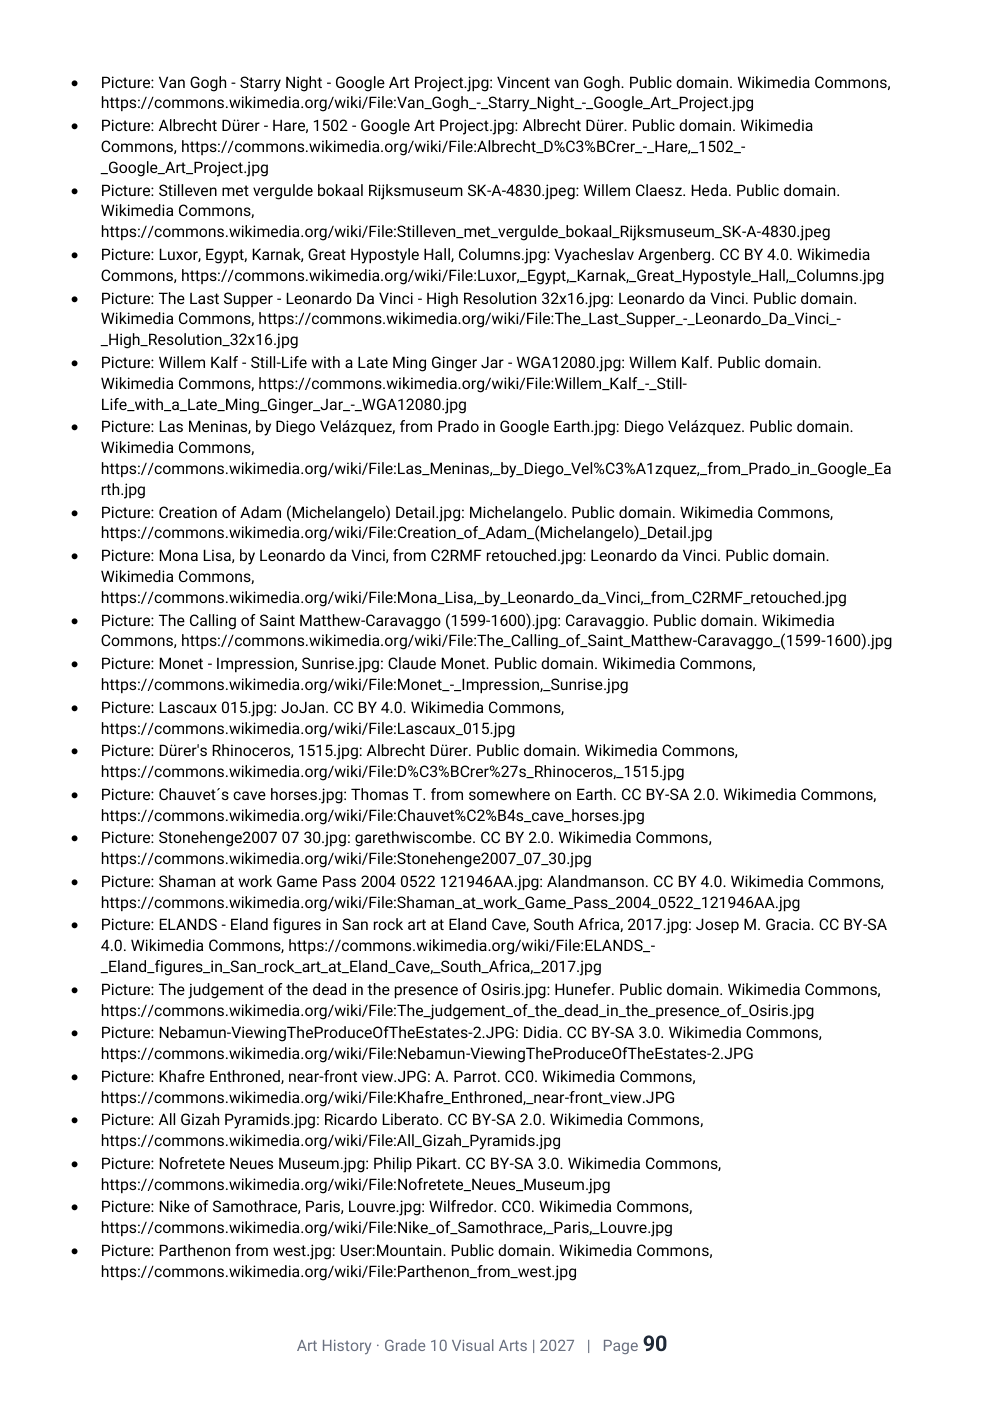 • Picture: Van Gogh - Starry Night - Google Art Project.jpg: Vincent van Gogh. Public domain. Wikimedia Commons,
https://commons.wikimedia.org/wiki/File:Van_Gogh_-_Starry_Night_-_Google_Art_Project.jpg
• Picture: Albrecht Dürer - Hare, 1502 - Google Art Project.jpg: Albrecht Dürer. Public domain. Wikimedia
Commons, https://commons.wikimedia.org/wiki/File:Albrecht_D%C3%BCrer_-_Hare,_1502_-
_Google_Art_Project.jpg
• Picture: Stilleven met vergulde bokaal Rijksmuseum SK-A-4830.jpeg: Willem Claesz. Heda. Public domain.
Wikimedia Commons,
https://commons.wikimedia.org/wiki/File:Stilleven_met_vergulde_bokaal_Rijksmuseum_SK-A-4830.jpeg
• Picture: Luxor, Egypt, Karnak, Great Hypostyle Hall, Columns.jpg: Vyacheslav Argenberg. CC BY 4.0. Wikimedia
Commons, https://commons.wikimedia.org/wiki/File:Luxor,_Egypt,_Karnak,_Great_Hypostyle_Hall,_Columns.jpg
• Picture: The Last Supper - Leonardo Da Vinci - High Resolution 32x16.jpg: Leonardo da Vinci. Public domain.
Wikimedia Commons, https://commons.wikimedia.org/wiki/File:The_Last_Supper_-_Leonardo_Da_Vinci_-
_High_Resolution_32x16.jpg
• Picture: Willem Kalf - Still-Life with a Late Ming Ginger Jar - WGA12080.jpg: Willem Kalf. Public domain.
Wikimedia Commons, https://commons.wikimedia.org/wiki/File:Willem_Kalf_-_Still-
Life_with_a_Late_Ming_Ginger_Jar_-_WGA12080.jpg
• Picture: Las Meninas, by Diego Velázquez, from Prado in Google Earth.jpg: Diego Velázquez. Public domain.
Wikimedia Commons,
https://commons.wikimedia.org/wiki/File:Las_Meninas,_by_Diego_Vel%C3%A1zquez,_from_Prado_in_Google_Ea
rth.jpg
• Picture: Creation of Adam (Michelangelo) Detail.jpg: Michelangelo. Public domain. Wikimedia Commons,
https://commons.wikimedia.org/wiki/File:Creation_of_Adam_(Michelangelo)_Detail.jpg
• Picture: Mona Lisa, by Leonardo da Vinci, from C2RMF retouched.jpg: Leonardo da Vinci. Public domain.
Wikimedia Commons,
https://commons.wikimedia.org/wiki/File:Mona_Lisa,_by_Leonardo_da_Vinci,_from_C2RMF_retouched.jpg
• Picture: The Calling of Saint Matthew-Caravaggo (1599-1600).jpg: Caravaggio. Public domain. Wikimedia
Commons, https://commons.wikimedia.org/wiki/File:The_Calling_of_Saint_Matthew-Caravaggo_(1599-1600).jpg
• Picture: Monet - Impression, Sunrise.jpg: Claude Monet. Public domain. Wikimedia Commons,
https://commons.wikimedia.org/wiki/File:Monet_-_Impression,_Sunrise.jpg
• Picture: Lascaux 015.jpg: JoJan. CC BY 4.0. Wikimedia Commons,
https://commons.wikimedia.org/wiki/File:Lascaux_015.jpg
• Picture: Dürer's Rhinoceros, 1515.jpg: Albrecht Dürer. Public domain. Wikimedia Commons,
https://commons.wikimedia.org/wiki/File:D%C3%BCrer%27s_Rhinoceros,_1515.jpg
• Picture: Chauvet´s cave horses.jpg: Thomas T. from somewhere on Earth. CC BY-SA 2.0. Wikimedia Commons,
https://commons.wikimedia.org/wiki/File:Chauvet%C2%B4s_cave_horses.jpg
• Picture: Stonehenge2007 07 30.jpg: garethwiscombe. CC BY 2.0. Wikimedia Commons,
https://commons.wikimedia.org/wiki/File:Stonehenge2007_07_30.jpg
• Picture: Shaman at work Game Pass 2004 0522 121946AA.jpg: Alandmanson. CC BY 4.0. Wikimedia Commons,
https://commons.wikimedia.org/wiki/File:Shaman_at_work_Game_Pass_2004_0522_121946AA.jpg
• Picture: ELANDS - Eland figures in San rock art at Eland Cave, South Africa, 2017.jpg: Josep M. Gracia. CC BY-SA
4.0. Wikimedia Commons, https://commons.wikimedia.org/wiki/File:ELANDS_-
_Eland_figures_in_San_rock_art_at_Eland_Cave,_South_Africa,_2017.jpg
• Picture: The judgement of the dead in the presence of Osiris.jpg: Hunefer. Public domain. Wikimedia Commons,
https://commons.wikimedia.org/wiki/File:The_judgement_of_the_dead_in_the_presence_of_Osiris.jpg
• Picture: Nebamun-ViewingTheProduceOfTheEstates-2.JPG: Didia. CC BY-SA 3.0. Wikimedia Commons,
https://commons.wikimedia.org/wiki/File:Nebamun-ViewingTheProduceOfTheEstates-2.JPG
• Picture: Khafre Enthroned, near-front view.JPG: A. Parrot. CC0. Wikimedia Commons,
https://commons.wikimedia.org/wiki/File:Khafre_Enthroned,_near-front_view.JPG
• Picture: All Gizah Pyramids.jpg: Ricardo Liberato. CC BY-SA 2.0. Wikimedia Commons,
https://commons.wikimedia.org/wiki/File:All_Gizah_Pyramids.jpg
• Picture: Nofretete Neues Museum.jpg: Philip Pikart. CC BY-SA 3.0. Wikimedia Commons,
https://commons.wikimedia.org/wiki/File:Nofretete_Neues_Museum.jpg
• Picture: Nike of Samothrace, Paris, Louvre.jpg: Wilfredor. CC0. Wikimedia Commons,
https://commons.wikimedia.org/wiki/File:Nike_of_Samothrace,_Paris,_Louvre.jpg
• Picture: Parthenon from west.jpg: User:Mountain. Public domain. Wikimedia Commons,
https://commons.wikimedia.org/wiki/File:Parthenon_from_west.jpg
Art History · Grade 10 Visual Arts | 2027 | Page 90